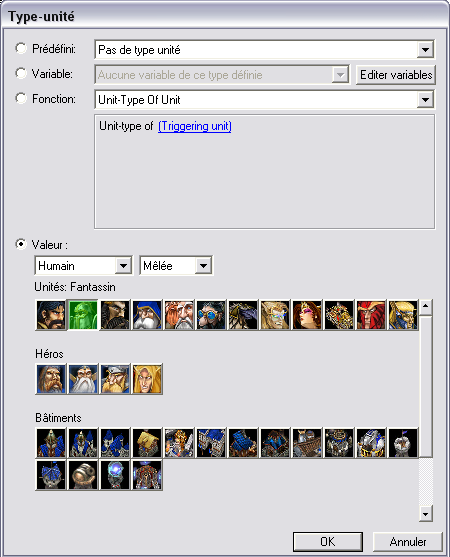 Type-unité
Prédéfini: Pas de type unité
Variable: Aucune variable de ce type définie Editer variables
Fonction: Unit-Type Of Unit
Unit-type of (Triggering unit)
Valeur :
Humain Mêlée
Unités: Fantassin
Héros
Bâtiments
OK Annuler